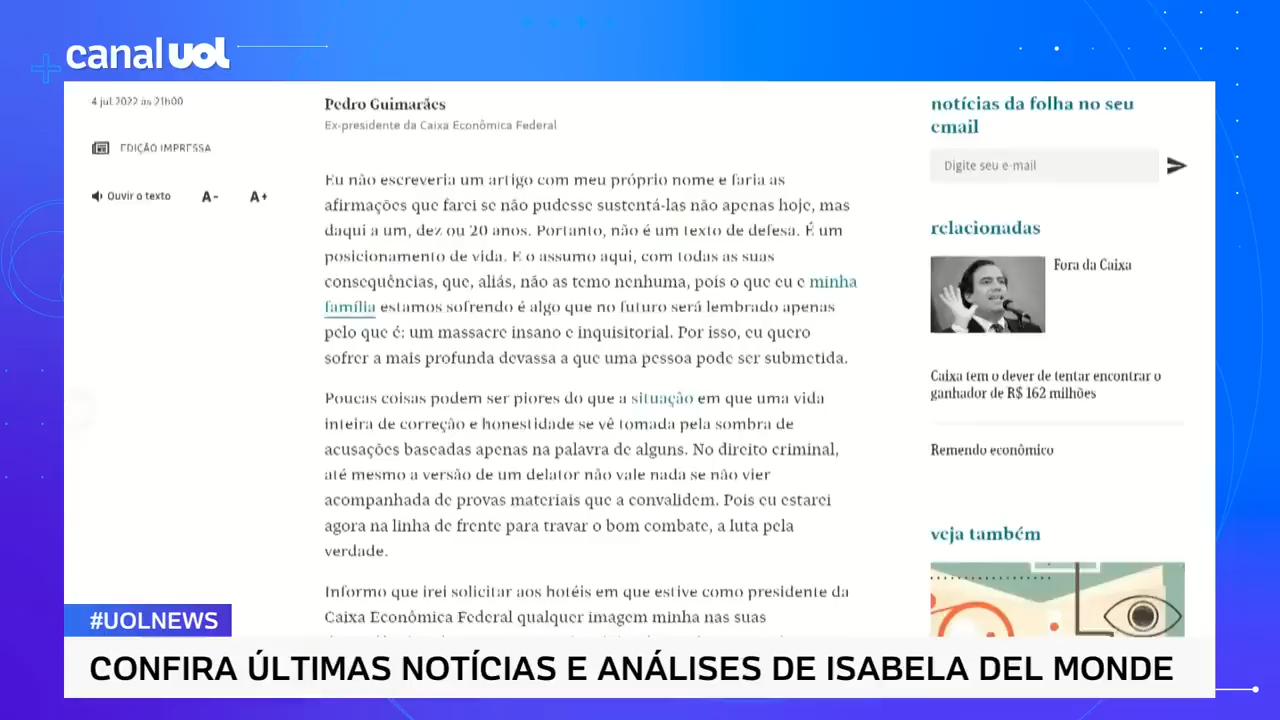 canal uol
4 jul.2022 às 21h00
EDIÇÃO IMPRESSA
Ouvir o texto A- A+
Pedro Guimarães
Ex-presidente da Caixa Econômica Federal
Eu não escreveria um artigo com meu próprio nome e faria as
afirmações que farei se não pudesse sustentá-las não apenas hoje, mas
daqui a um, dez ou 20 anos. Portanto, não é um texto de defesa. É um
posicionamento de vida. E o assumo aqui, com todas as suas
consequências, que, aliás, não as temo nenhuma, pois o que eu e minha
família estamos sofrendo é algo que no futuro será lembrado apenas
pelo que é: um massacre insano e inquisitorial. Por isso, eu quero
sofrer a mais profunda devassa a que uma pessoa pode ser submetida.
Poucas coisas podem ser piores do que a situação em que uma vida
inteira de correção e honestidade se vê tomada pela sombra de
acusações baseadas apenas na palavra de alguns. No direito criminal,
até mesmo a versão de um delator não vale nada se não vier
acompanhada de provas materiais que a convalidem. Pois eu estarei
agora na linha de frente para travar o bom combate, a luta pela
verdade.
Informo que irei solicitar aos hotéis em que estive como presidente da
Caixa Econômica Federal qualquer imagem minha nas suas
notícias da folha no seu
email
Digite seu e-mail
relacionadas
Fora da Caixa
Caixa tem o dever de tentar encontrar o
ganhador de R$ 162 milhões
Remendo econômico
veja também
#UOLNEWS
CONFIRA ÚLTIMAS NOTÍCIAS E ANÁLISES DE ISABELA DEL MONDE